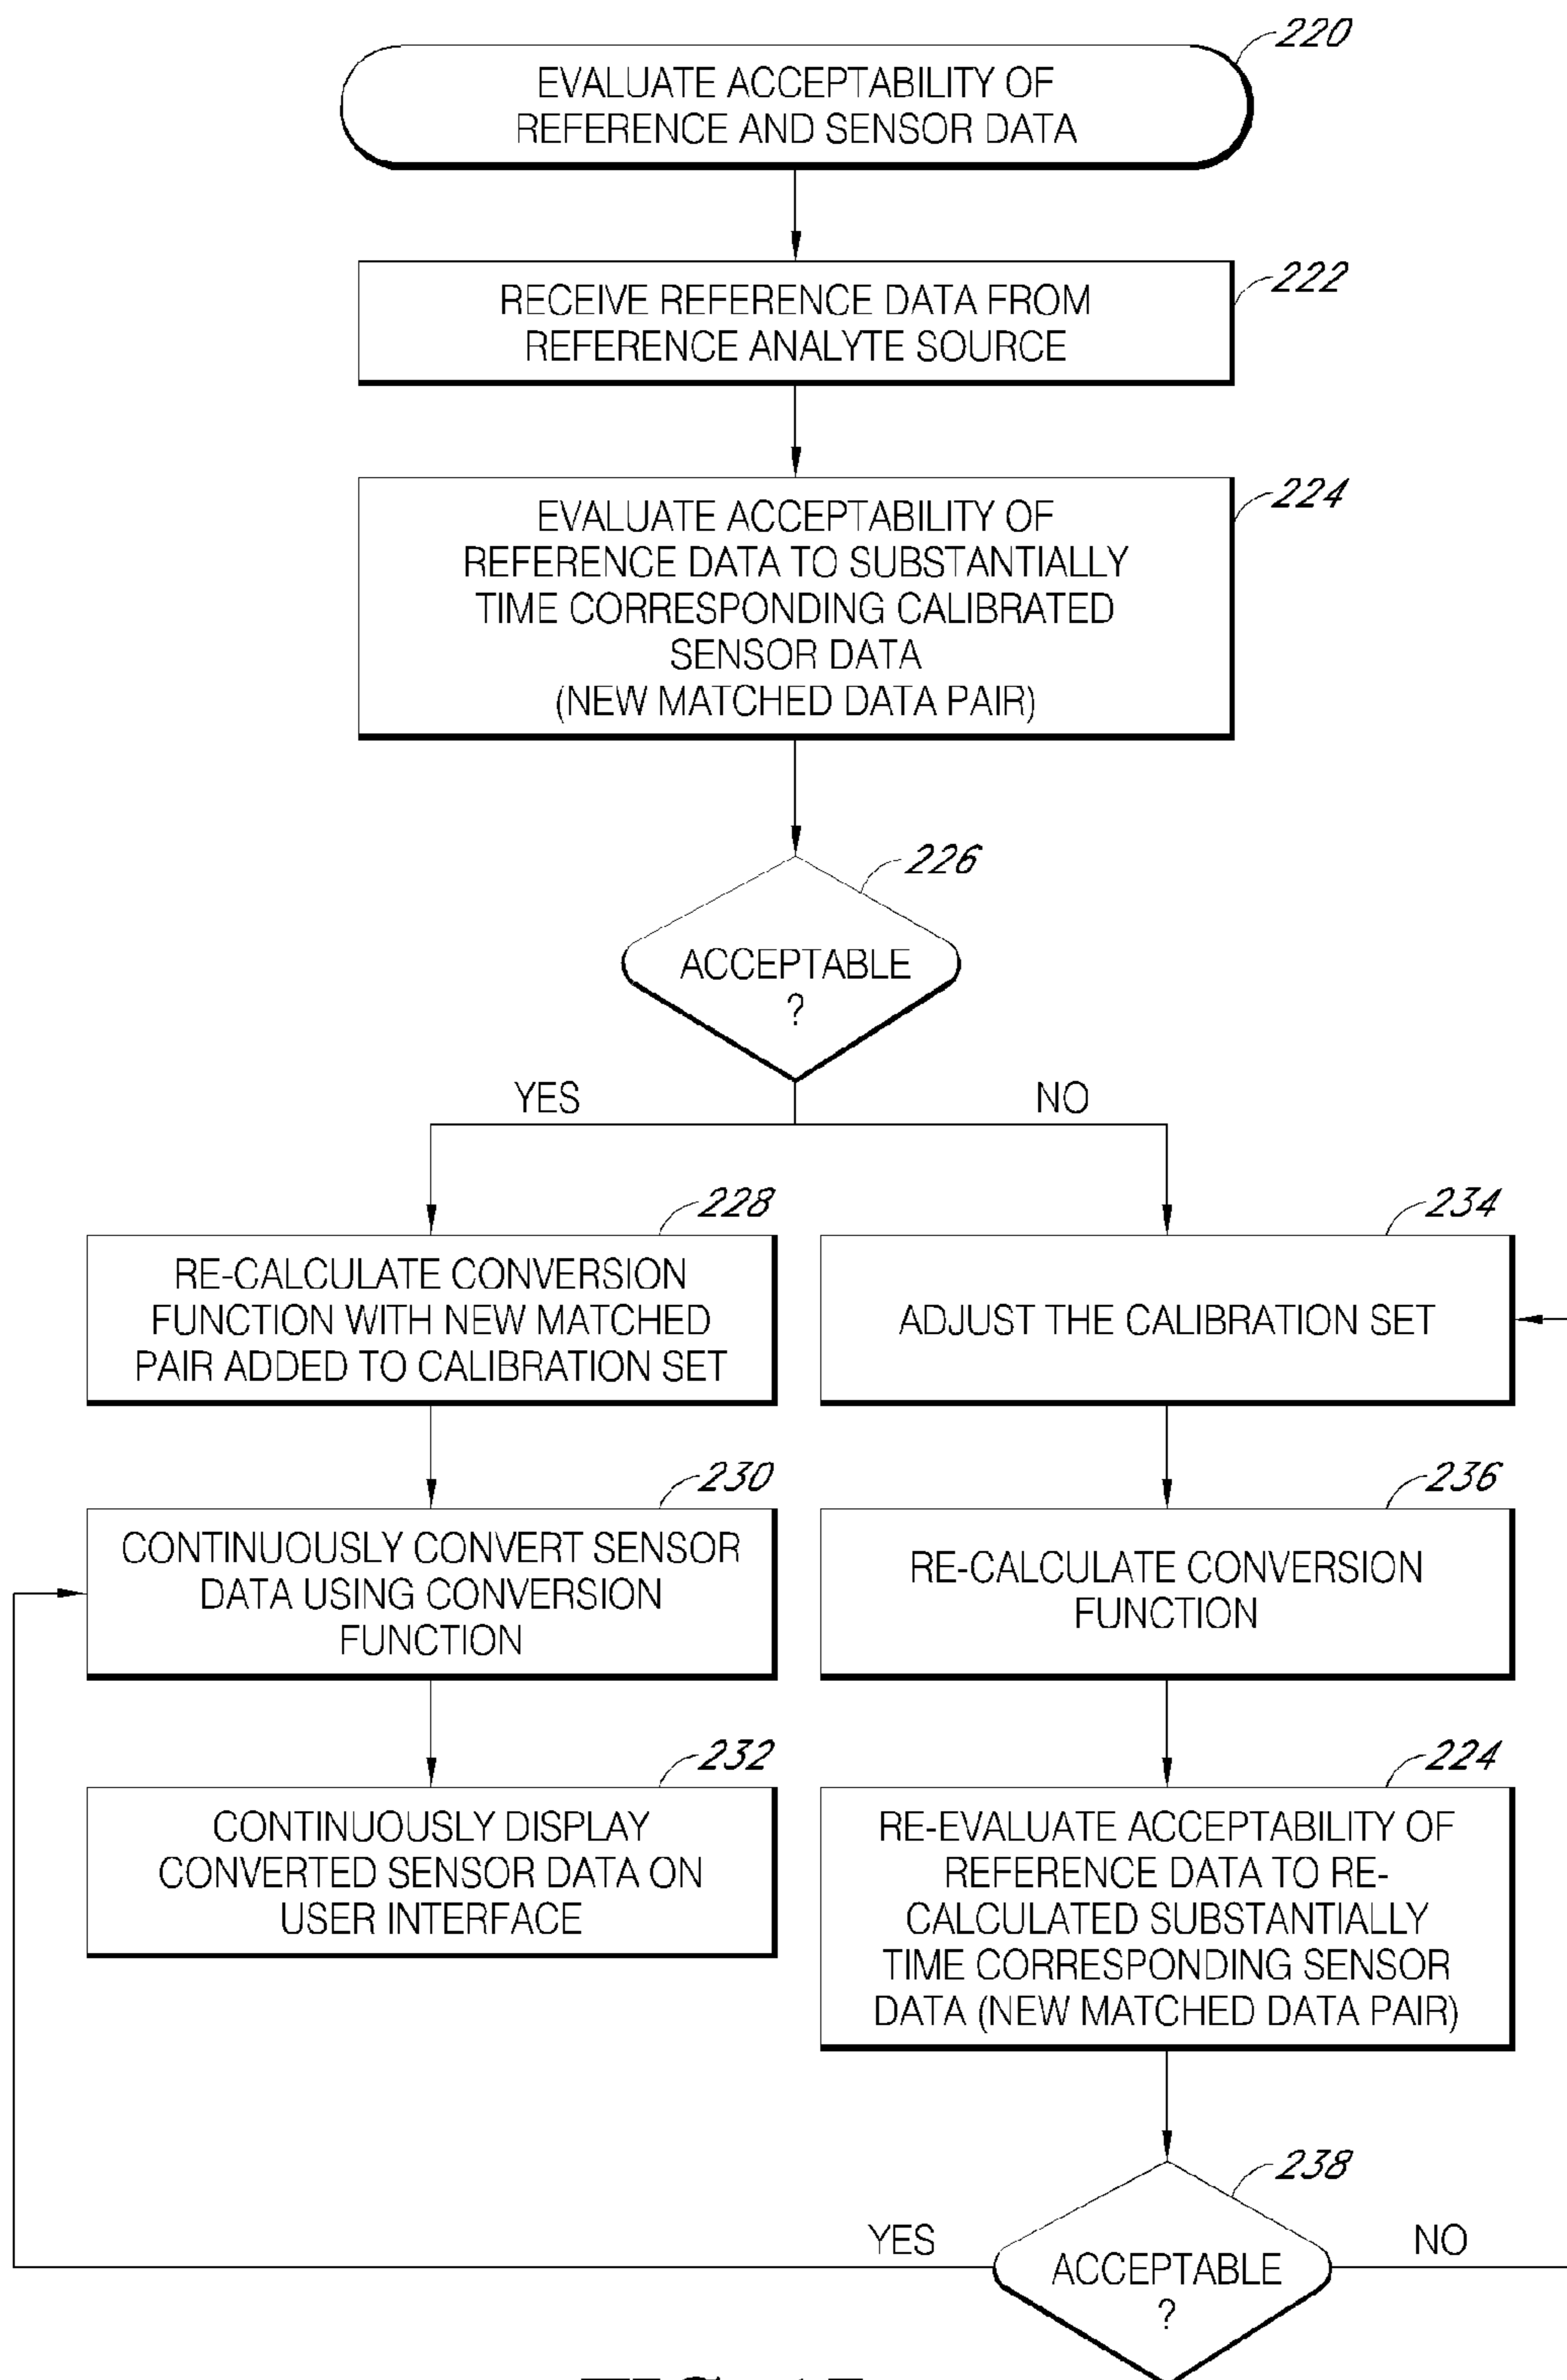 220
EVALUATE ACCEPTABILITY OF
REFERENCE AND SENSOR DATA
222
RECEIVE REFERENCE DATA FROM
REFERENCE ANALYTE SOURCE
224
EVALUATE ACCEPTABILITY OF
REFERENCE DATA TO SUBSTANTIALLY
TIME CORRESPONDING CALIBRATED
SENSOR DATA
(NEW MATCHED DATA PAIR)
226
ACCEPTABLE
?
YES
NO
228
RE-CALCULATE CONVERSION
FUNCTION WITH NEW MATCHED
PAIR ADDED TO CALIBRATION SET
234
ADJUST THE CALIBRATION SET
230
CONTINUOUSLY CONVERT SENSOR
DATA USING CONVERSION
FUNCTION
236
RE-CALCULATE CONVERSION
FUNCTION
232
CONTINUOUSLY DISPLAY
CONVERTED SENSOR DATA ON
USER INTERFACE
224
RE-EVALUATE ACCEPTABILITY OF
REFERENCE DATA TO RE-
CALCULATED SUBSTANTIALLY
TIME CORRESPONDING SENSOR
DATA (NEW MATCHED DATA PAIR)
238
YES
ACCEPTABLE
?
NO